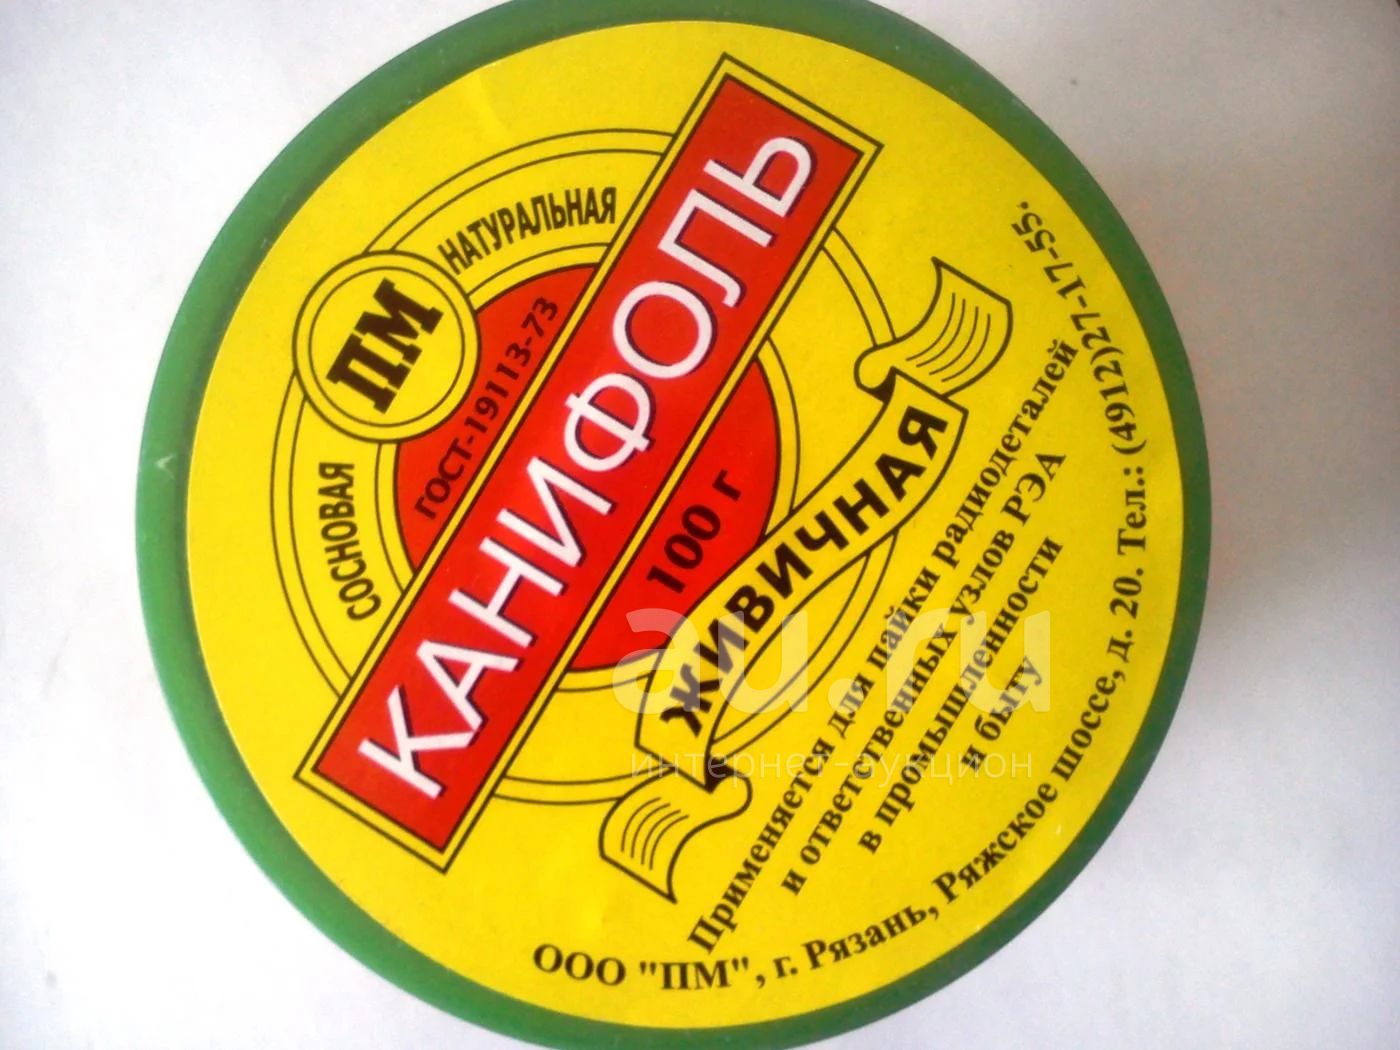 ПМ
СОСНОВАЯ
НАТУРАЛЬНАЯ
ГОСТ-19113-73
КАНИФОЛЬ
100 г
ЖИВИЧНАЯ
Применяется для пайки радиодеталей
и ответственных узлов РЭА
в промышленности
и быту
ООО "ПМ", г. Рязань, Ряжское шоссе, д. 20. Тел.: (4912)27-17-55.
au.ru
интернет-аукцион